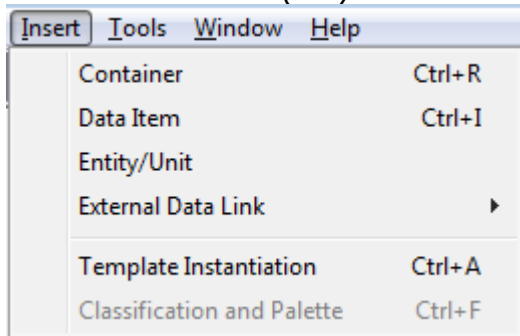 Insert Tools Window Help
Container Ctrl+R
Data Item Ctrl+I
Entity/Unit
External Data Link
Template Instantiation Ctrl+A
Classification and Palette Ctrl+F